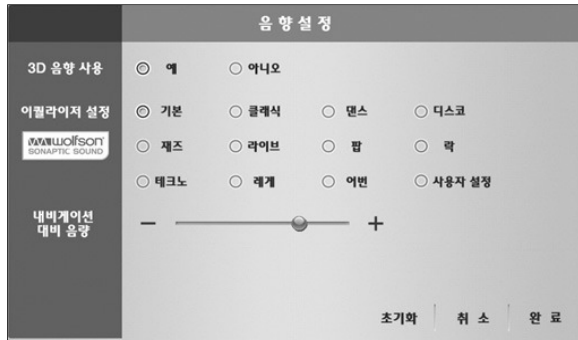 음향설정
3D 음향 사용 예 아니오
이퀄라이저 설정 기본 클래식 댄스 디스코
wolfson
SONAPTIC SOUND
재즈 라이브 팝 락
테크노 레게 어번 사용자 설정
내비게이션
대비 음량
− +
초기화 취소 완료